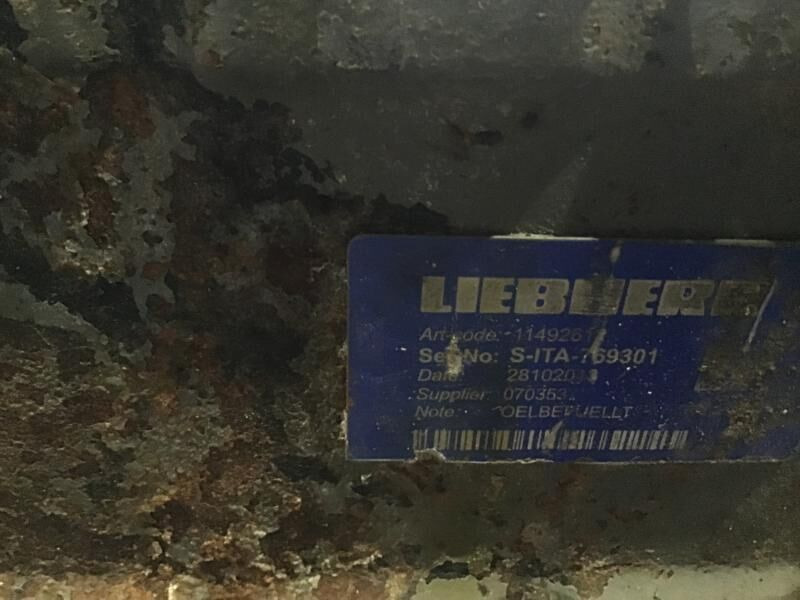 LIEBHERR
Art-code:
Ser.No: S-ITA-769301
Date:
Supplier: 070353
Note: OELBEFUELLT